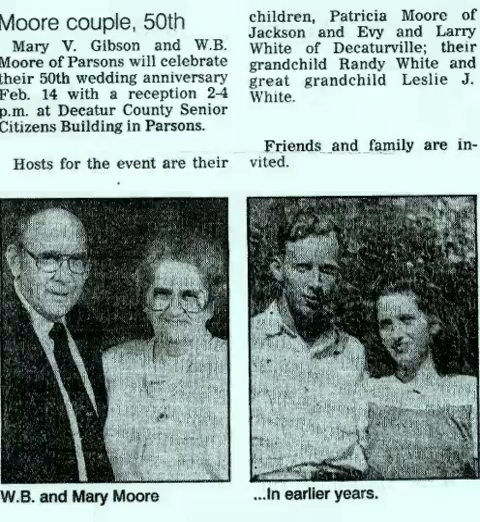 Moore couple, 50th
Mary V. Gibson and W.B.
Moore of Parsons will celebrate
their 50th wedding anniversary
Feb. 14 with a reception 2-4
p.m. at Decatur County Senior
Citizens Building in Parsons.
Hosts for the event are their
children, Patricia Moore of
Jackson and Evy and Larry
White of Decaturville; their
grandchild Randy White and
great grandchild Leslie J.
White.
Friends and family are in-
vited.
W.B. and Mary Moore
...In earlier years.